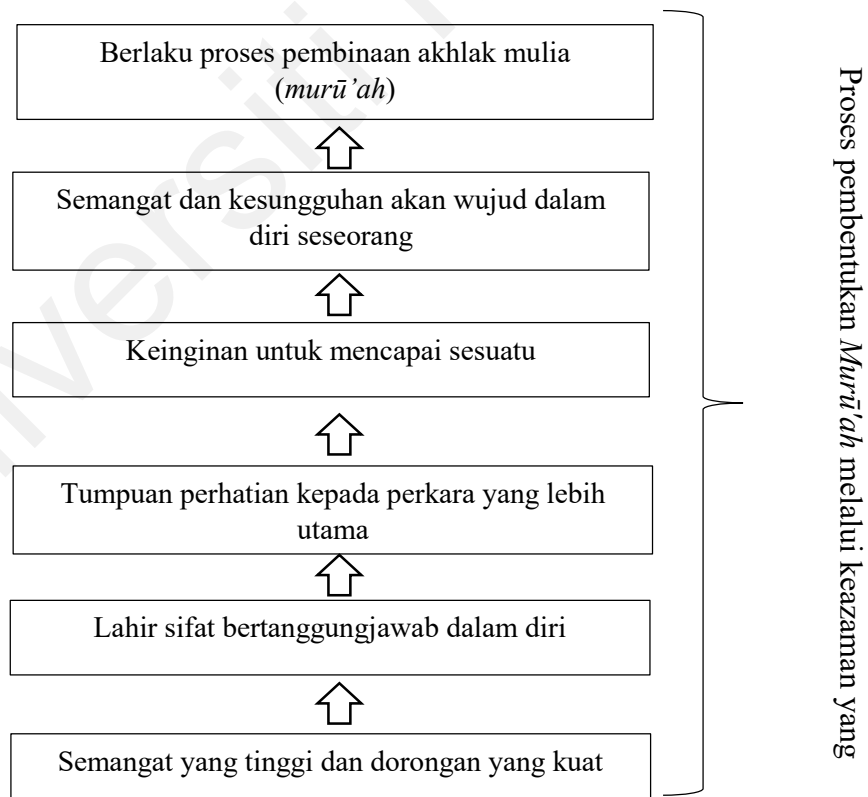 Berlaku proses pembinaan akhlak mulia
(murū’ah)
Semangat dan kesungguhan akan wujud dalam
diri seseorang
Keinginan untuk mencapai sesuatu
Tumpuan perhatian kepada perkara yang lebih
utama
Lahir sifat bertanggungjawab dalam diri
Semangat yang tinggi dan dorongan yang kuat
Proses pembentukan Murū'ah melalui keazaman yang